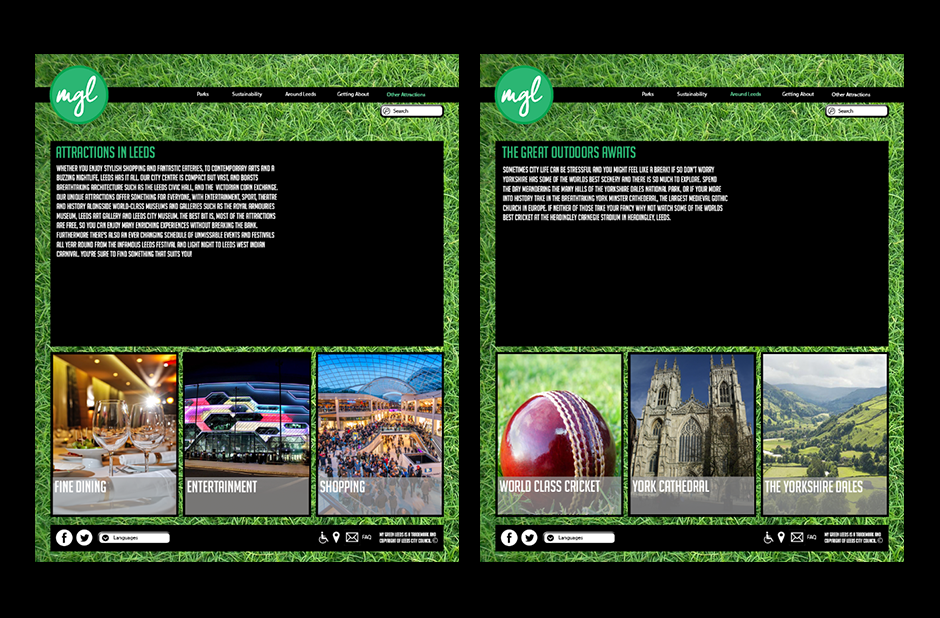 mgl
Parks Sustainability Around Leeds Getting About Other Attractions
Search
ATTRACTIONS IN LEEDS
WHETHER YOU ENJOY STYLISH SHOPPING AND FANTASTIC EATERIES, TO CONTEMPORARY ARTS AND A
BUZZING NIGHTLIFE, LEEDS HAS IT ALL. OUR CITY CENTRE IS COMPACT BUT VAST, AND BOASTS
BREATHTAKING ARCHITECTURE SUCH AS THE LEEDS CIVIC HALL, AND THE VICTORIAN CORN EXCHANGE.
OUR UNIQUE ATTRACTIONS OFFER SOMETHING FOR EVERYONE, WITH ENTERTAINMENT, SPORT, THEATRE
AND HISTORY ALONGSIDE WORLD-CLASS MUSEUMS AND GALLERIES SUCH AS THE ROYAL ARMOURIES
MUSEUM, LEEDS ART GALLERY AND LEEDS CITY MUSEUM. THE BEST BIT IS, MOST OF THE ATTRACTIONS
ARE FREE, SO YOU CAN ENJOY MANY ENRICHING EXPERIENCES WITHOUT BREAKING THE BANK.
FURTHERMORE THERE'S ALSO AN EVER CHANGING SCHEDULE OF UNMISSABLE EVENTS AND FESTIVALS
ALL YEAR ROUND FROM THE INFAMOUS LEEDS FESTIVAL AND LIGHT NIGHT TO LEEDS WEST INDIAN
CARNIVAL. YOU'RE SURE TO FIND SOMETHING THAT SUITS YOU!
FINE DINING
ENTERTAINMENT
SHOPPING
Languages
FAQ
MY GREEN LEEDS IS A TRADEMARK AND
COPYRIGHT OF LEEDS CITY COUNCIL ©
mgl
Parks Sustainability Around Leeds Getting About Other Attractions
Search
THE GREAT OUTDOORS AWAITS
SOMETIMES CITY LIFE CAN BE STRESSFUL AND YOU MIGHT FEEL LIKE A BREAK! IF SO DON'T WORRY
YORKSHIRE HAS SOME OF THE WORLDS BEST SCENERY AND THERE IS SO MUCH TO EXPLORE. SPEND
THE DAY MEANDERING THE MANY HILLS OF THE YORKSHIRE DALES NATIONAL PARK, OR IF YOUR MORE
INTO HISTORY TAKE IN THE BREATHTAKING YORK MINSTER CATHEDERAL, THE LARGEST MEDIEVAL GOTHIC
CHURCH IN EUROPE. IF NEITHER OF THOSE TAKE YOUR FANCY WHY NOT WATCH SOME OF THE WORLDS
BEST CRICKET AT THE HEADINGLEY CARNEGIE STADIUM IN HEADINGLEY, LEEDS.
WORLD CLASS CRICKET
YORK CATHEDRAL
THE YORKSHIRE DALES
Languages
FAQ
MY GREEN LEEDS IS A TRADEMARK AND
COPYRIGHT OF LEEDS CITY COUNCIL ©